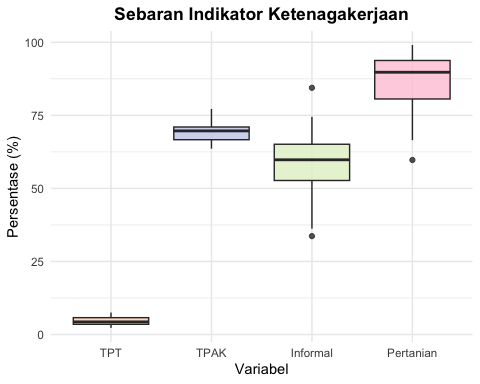 Sebaran Indikator Ketenagakerjaan
Persentase (%)
100
75
50
25
0
TPT TPAK Informal Pertanian
Variabel